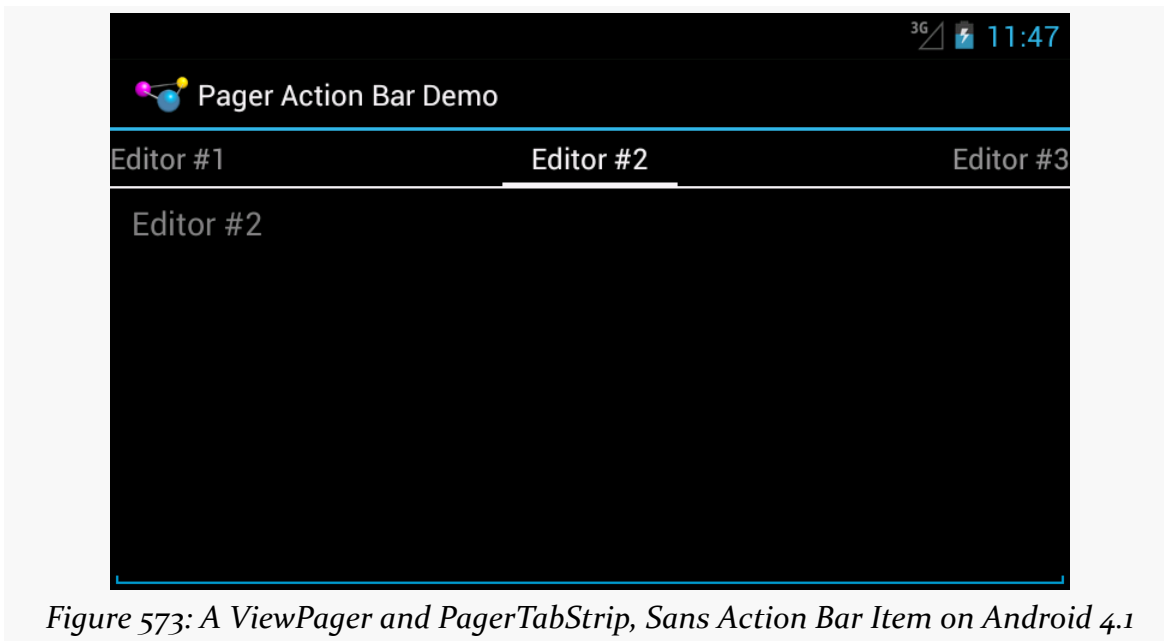 3G 11:47
Pager Action Bar Demo
Editor #1 Editor #2 Editor #3
Editor #2
Figure 573: A ViewPager and PagerTabStrip, Sans Action Bar Item on Android 4.1